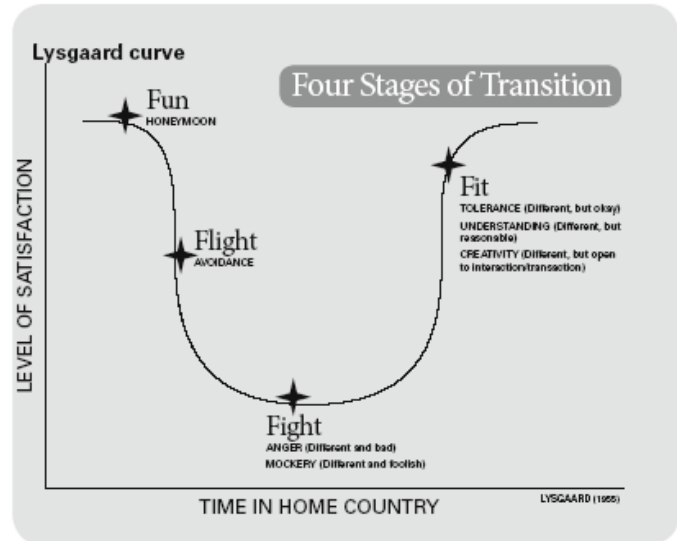 Lysgaard curve
Four Stages of Transition
Fun
HONEYMOON
Flight
AVOIDANCE
Fit
TOLERANCE (Different, but okay)
UNDERSTANDING (Different, but
reasonable)
CREATIVITY (Different, but open
to interaction/transaction)
Fight
ANGER (Different and bad)
MOCKERY (Different and foolish)
LEVEL OF SATISFACTION
TIME IN HOME COUNTRY
LYSGAARD (1955)